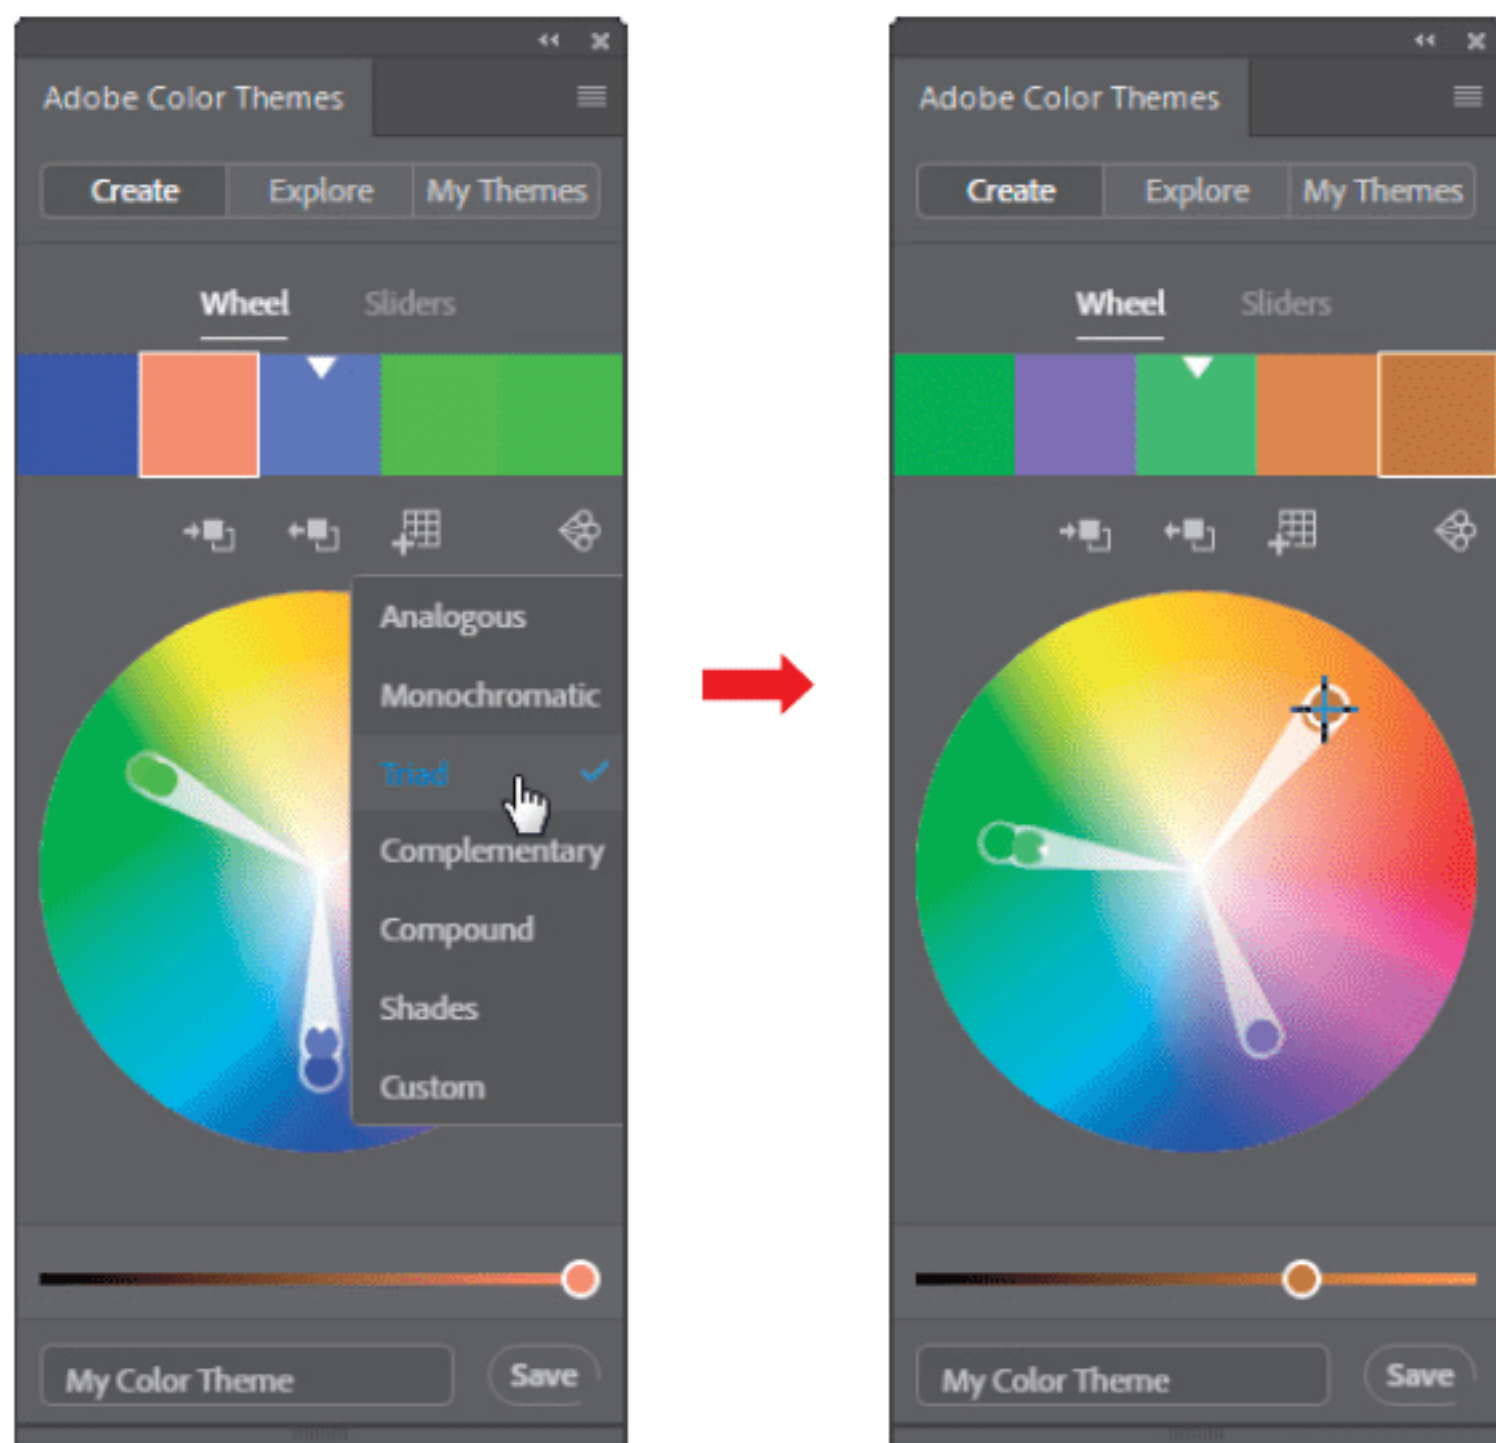 Adobe Color Themes
Create Explore My Themes
Wheel Sliders
Analogous
Monochromatic
Triad
Complementary
Compound
Shades
Custom
My Color Theme Save
Adobe Color Themes
Create Explore My Themes
Wheel Sliders
My Color Theme Save